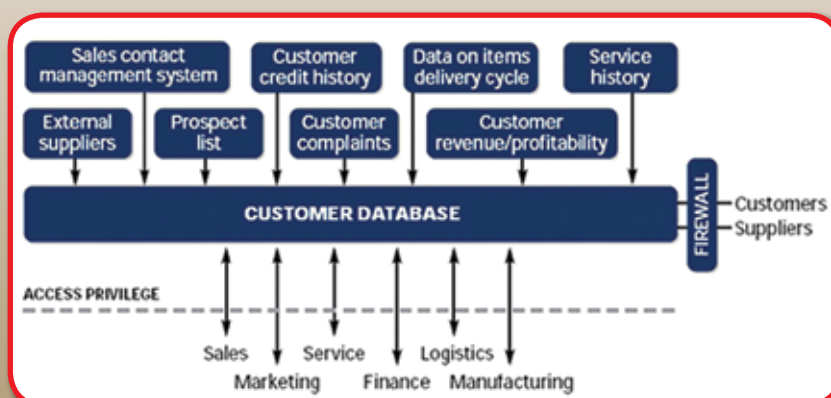 Sales contact
management system
Customer
credit history
Data on items
delivery cycle
Service
history
External
suppliers
Prospect
list
Customer
complaints
Customer
revenue/profitability
CUSTOMER DATABASE
FIREWALL
Customers
Suppliers
ACCESS PRIVILEGE
Sales
Service
Logistics
Marketing
Finance
Manufacturing